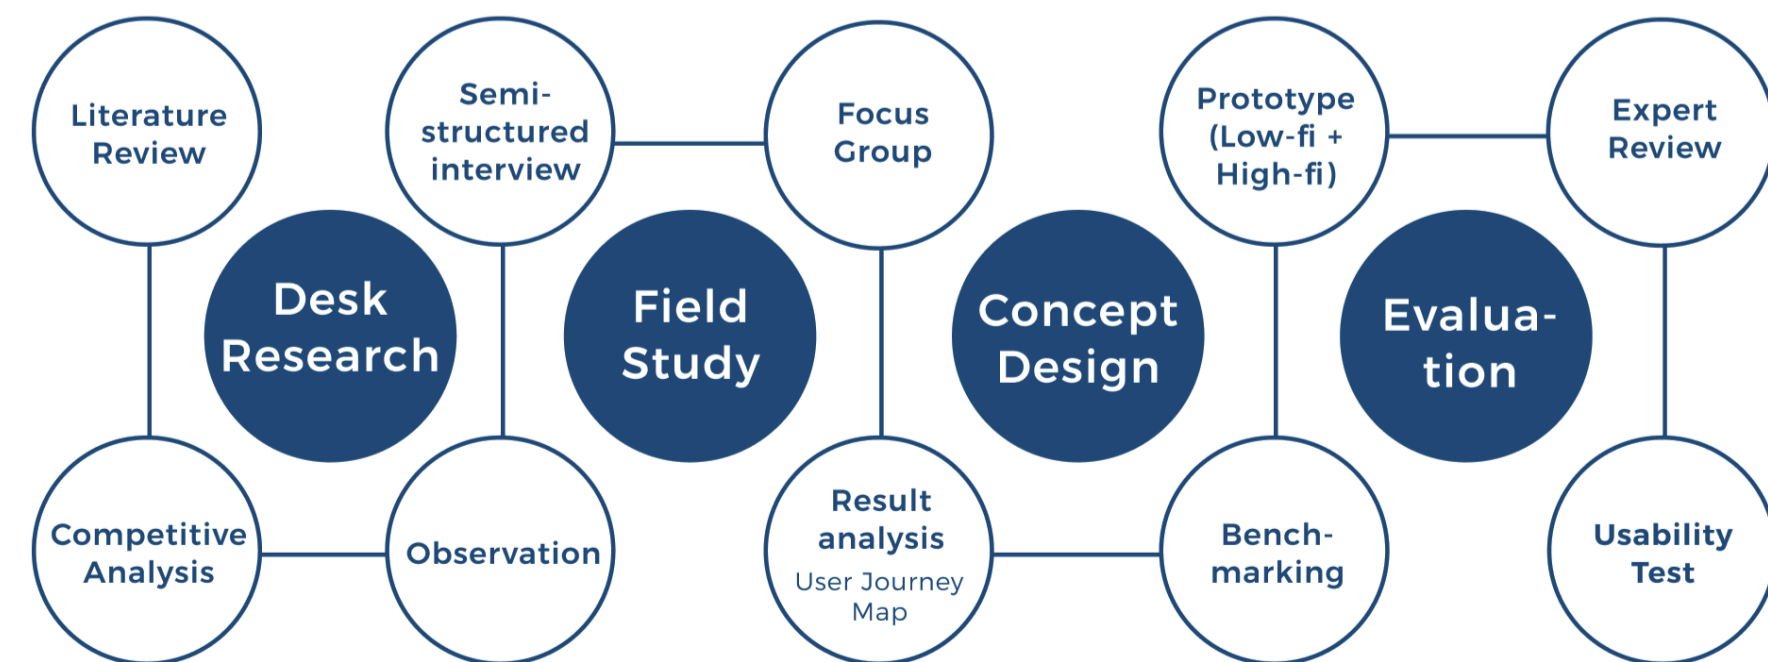 Literature
Review
Semi-
structured
interview
Focus
Group
Prototype
(Low-fi +
High-fi)
Expert
Review
Desk
Research
Field
Study
Concept
Design
Evalua-
tion
Competitive
Analysis
Observation
Result
analysis
User Journey
Map
Bench-
marking
Usability
Test